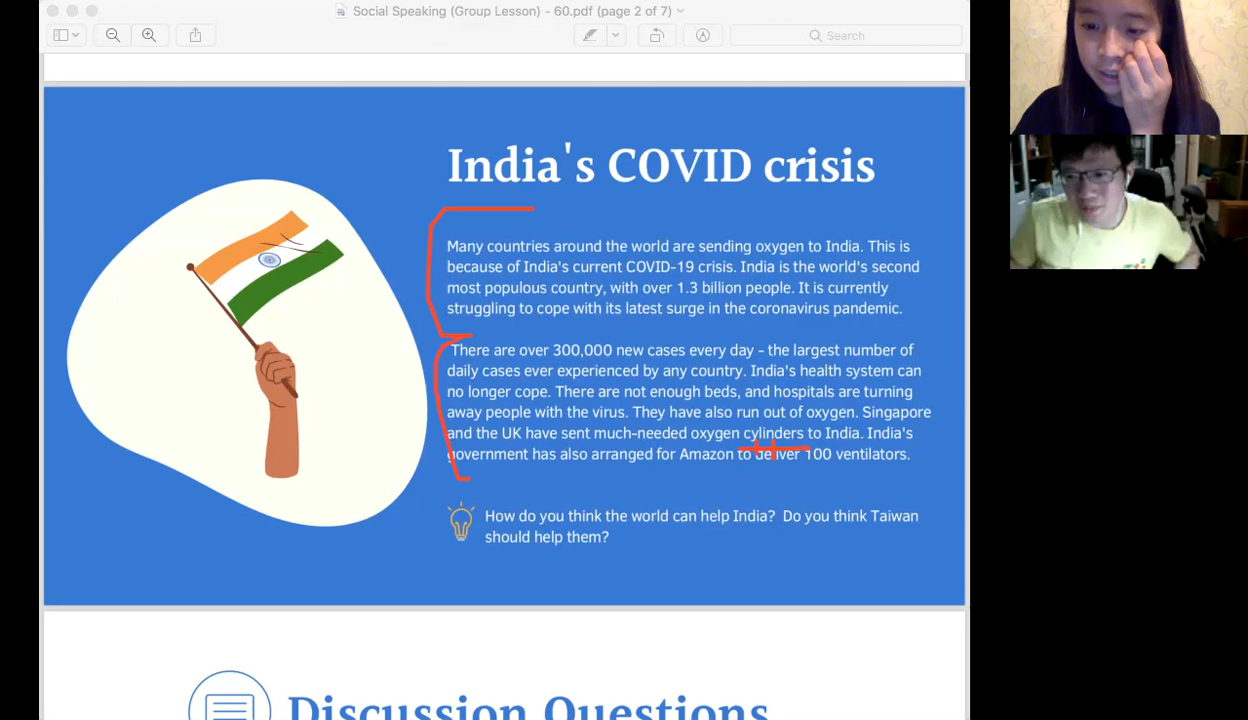 Social Speaking (Group Lesson) - 60.pdf (page 2 of 7)
Search
India's COVID crisis
Many countries around the world are sending oxygen to India. This is
because of India's current COVID-19 crisis. India is the world's second
most populous country, with over 1.3 billion people. It is currently
struggling to cope with its latest surge in the coronavirus pandemic.
There are over 300,000 new cases every day - the largest number of
daily cases ever experienced by any country. India's health system can
no longer cope. There are not enough beds, and hospitals are turning
away people with the virus. They have also run out of oxygen. Singapore
and the UK have sent much-needed oxygen cylinders to India. India's
government has also arranged for Amazon to deliver 100 ventilators.
How do you think the world can help India? Do you think Taiwan
should help them?
Discussion Questions